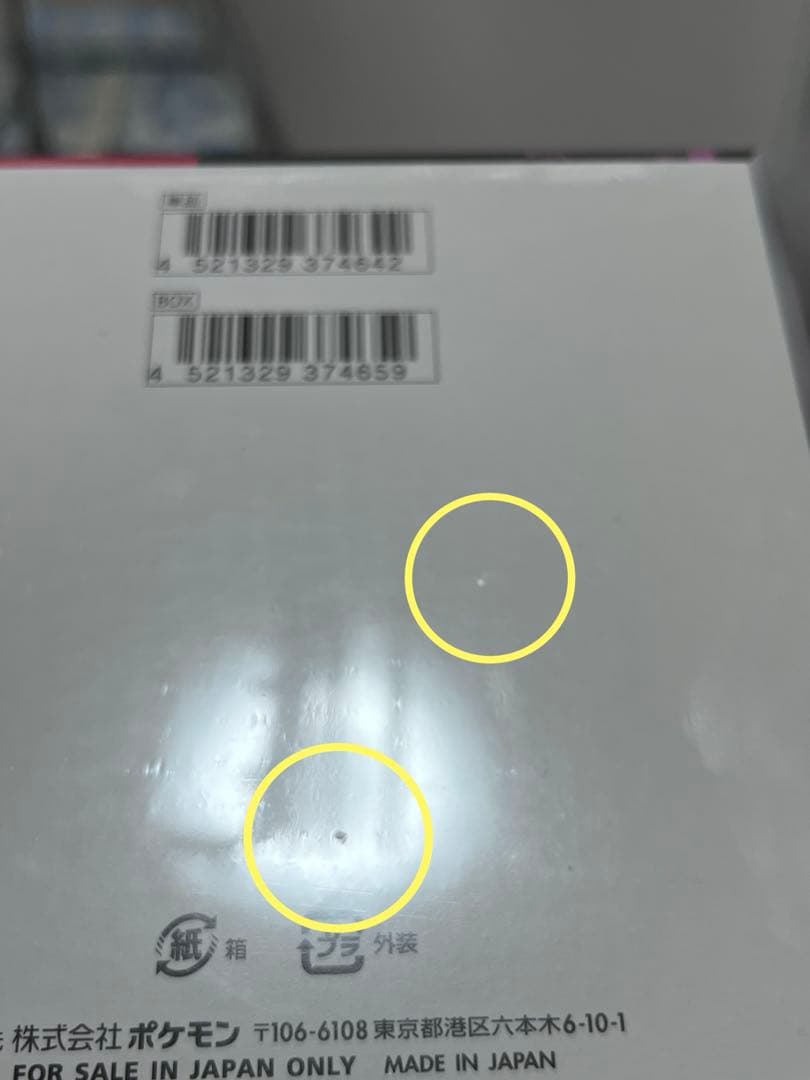 4 521329 374642
BOX
4 521329 374659
紙 箱 プラ 外装
株式会社ポケモン 〒106-6108 東京都港区六本木6-10-1
FOR SALE IN JAPAN ONLY MADE IN JAPAN